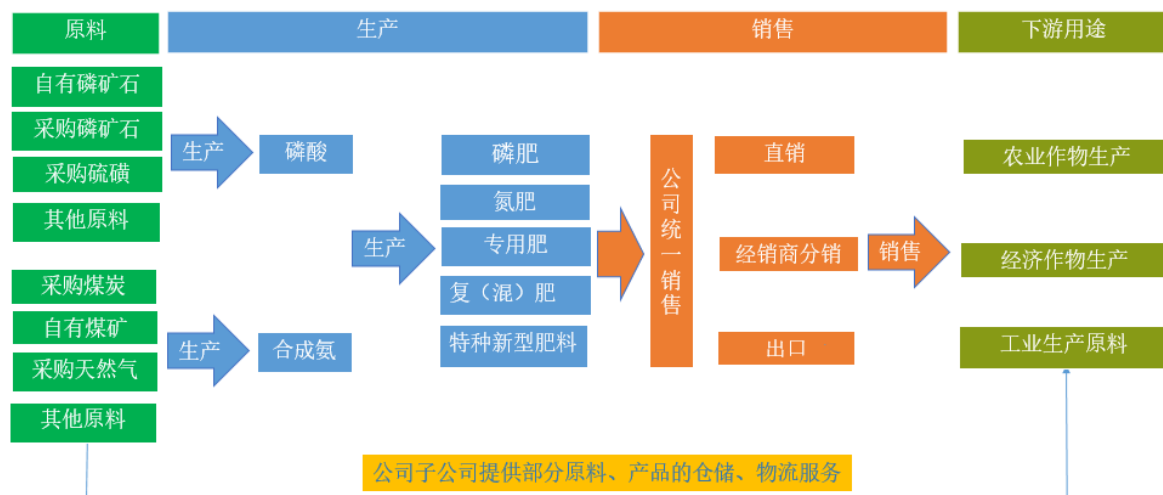 原料
生产
销售
下游用途
自有磷矿石
采购磷矿石
采购硫磺
其他原料
生产
磷酸
采购煤炭
自有煤矿
采购天然气
其他原料
生产
合成氨
生产
磷肥
氮肥
专用肥
复（混）肥
特种新型肥料
公司统一销售
直销
经销商分销
出口
销售
农业作物生产
经济作物生产
工业生产原料
公司子公司提供部分原料、产品的仓储、物流服务